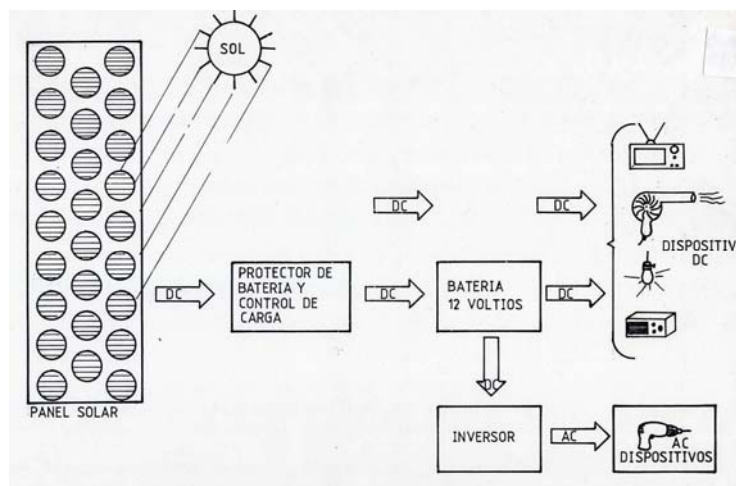 SOL
DC
DC
DISPOSITIV
DC
DC
PROTECTOR DE
BATERIA Y
CONTROL DE
CARGA
DC
BATERIA
12 VOLTIOS
DC
PANEL SOLAR
DC
INVERSOR
AC
AC
DISPOSITIVOS